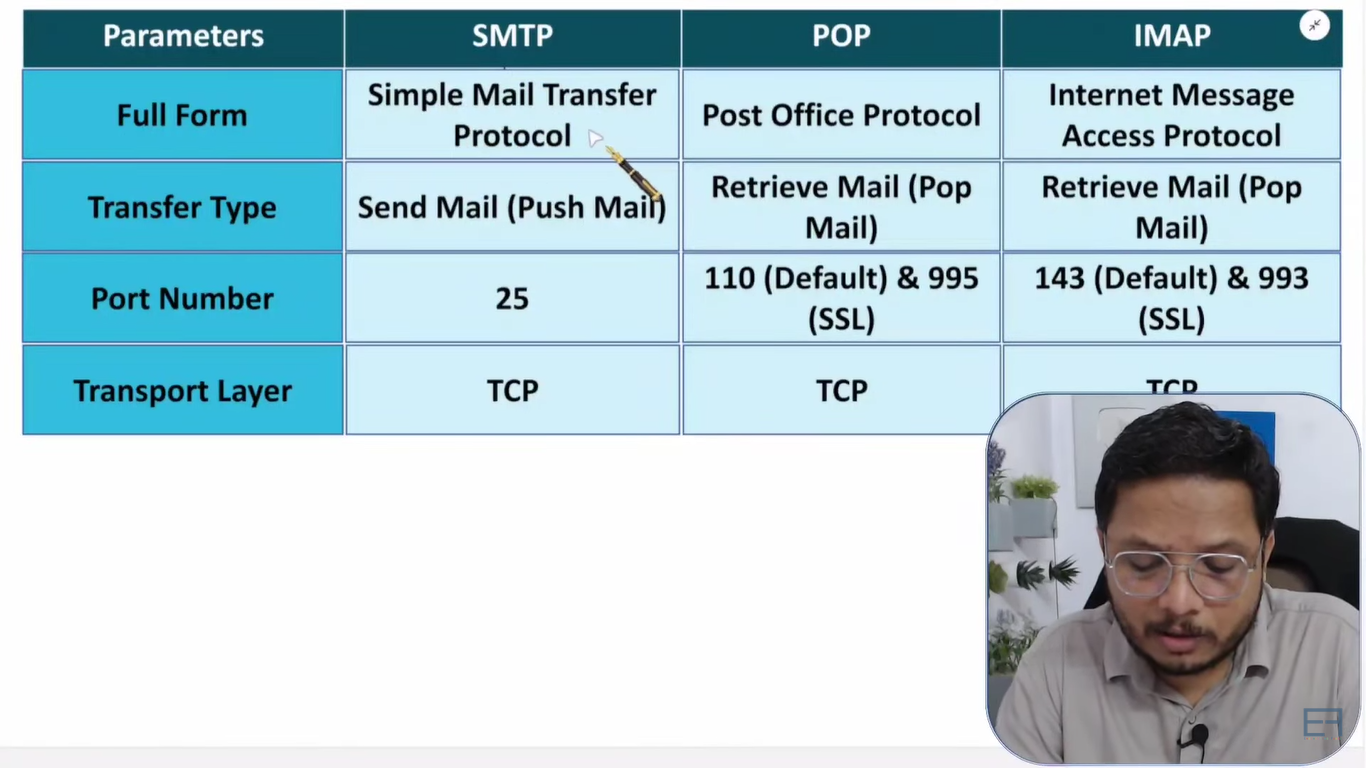 Parameters
SMTP
POP
IMAP
Full Form
Simple Mail Transfer
Protocol
Post Office Protocol
Internet Message
Access Protocol
Transfer Type
Send Mail (Push Mail)
Retrieve Mail (Pop
Mail)
Retrieve Mail (Pop
Mail)
Port Number
25
110 (Default) & 995
(SSL)
143 (Default) & 993
(SSL)
Transport Layer
TCP
TCP
TCP